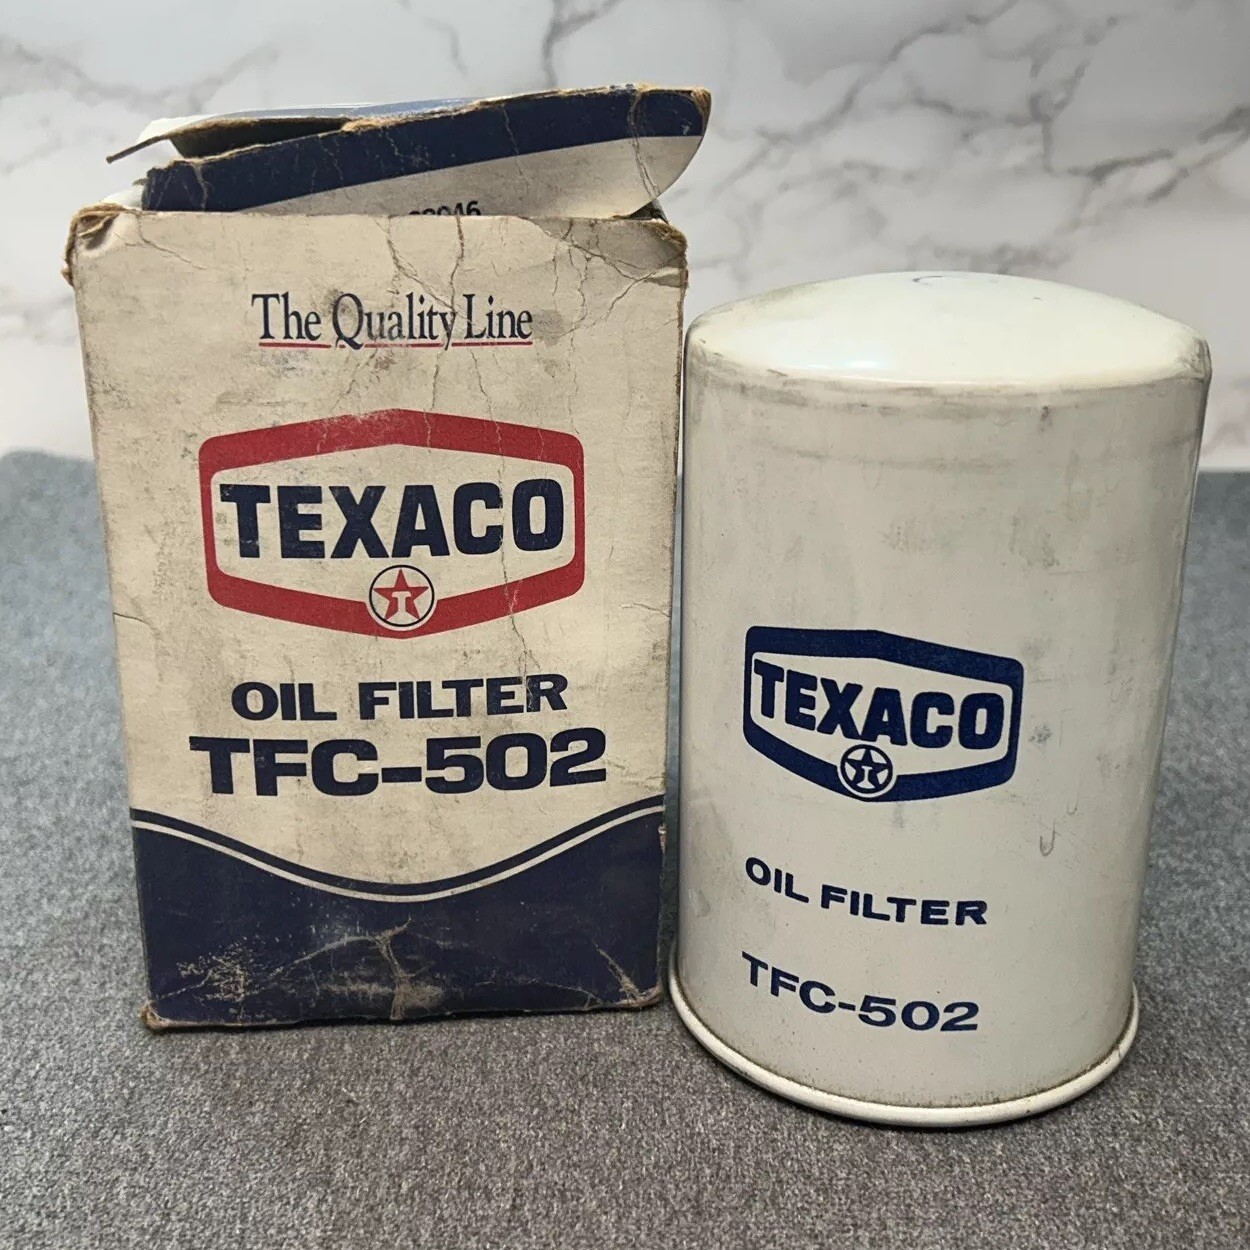 The Quality Line
TEXACO
T
OIL FILTER
TFC-502
TEXACO
T
OIL FILTER
TFC-502